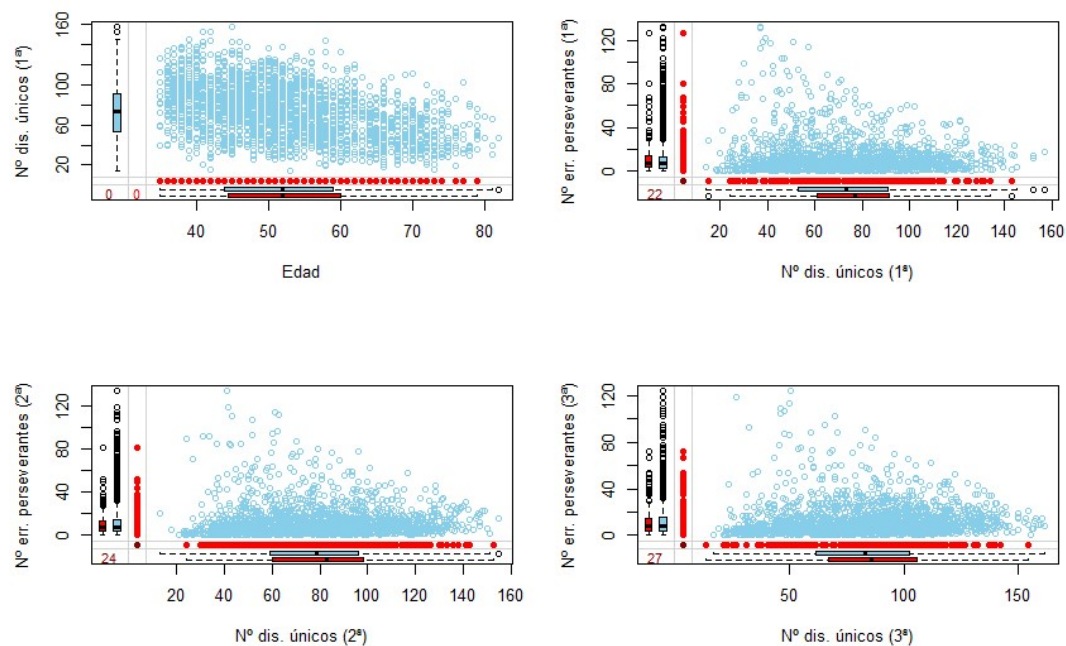 Nº dis. únicos (1ª)
160
100
60
20
0 0
40 50 60 70 80
Edad
Nº err. perseverantes (1ª)
120
80
40
0
22
20 40 60 80 100 120 140 160
Nº dis. únicos (1ª)
Nº err. perseverantes (2ª)
120
80
40
0
24
20 40 60 80 100 120 140 160
Nº dis. únicos (2ª)
Nº err. perseverantes (3ª)
120
80
40
0
27
50 100 150
Nº dis. únicos (3ª)